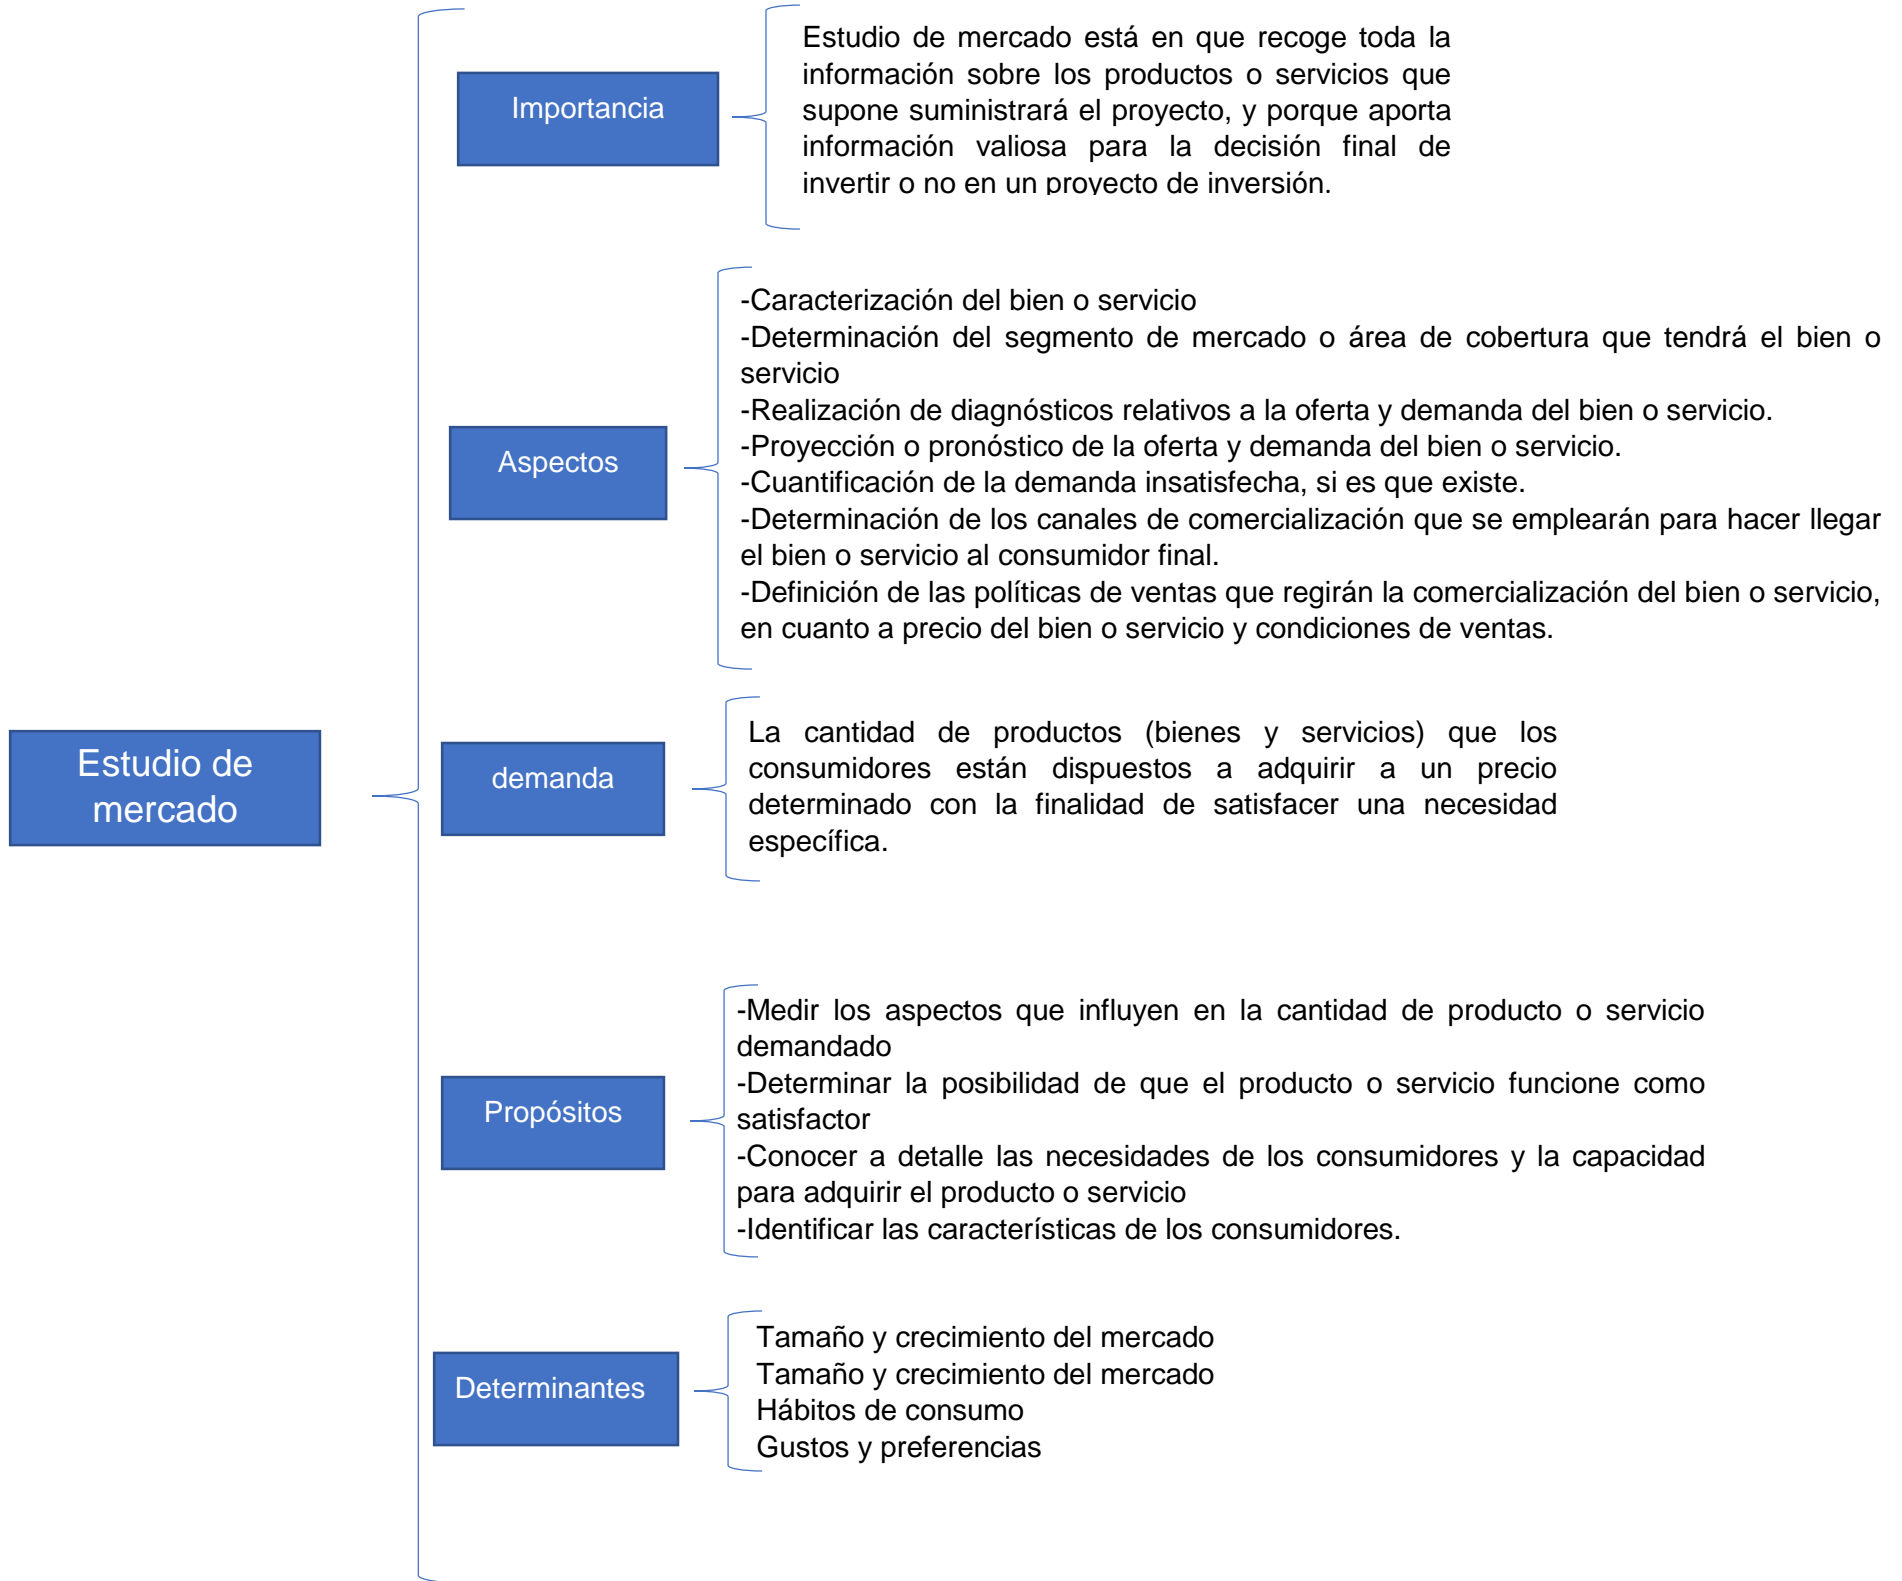 Estudio de
mercado
Importancia
Estudio de mercado está en que recoge toda la
información sobre los productos o servicios que
supone suministrará el proyecto, y porque aporta
información valiosa para la decisión final de
invertir o no en un proyecto de inversión.
Aspectos
-Caracterización del bien o servicio
-Determinación del segmento de mercado o área de cobertura que tendrá el bien o
servicio
-Realización de diagnósticos relativos a la oferta y demanda del bien o servicio.
-Proyección o pronóstico de la oferta y demanda del bien o servicio.
-Cuantificación de la demanda insatisfecha, si es que existe.
-Determinación de los canales de comercialización que se emplearán para hacer llegar
el bien o servicio al consumidor final.
-Definición de las políticas de ventas que regirán la comercialización del bien o servicio,
en cuanto a precio del bien o servicio y condiciones de ventas.
demanda
La cantidad de productos (bienes y servicios) que los
consumidores están dispuestos a adquirir a un precio
determinado con la finalidad de satisfacer una necesidad
específica.
Propósitos
-Medir los aspectos que influyen en la cantidad de producto o servicio
demandado
-Determinar la posibilidad de que el producto o servicio funcione como
satisfactor
-Conocer a detalle las necesidades de los consumidores y la capacidad
para adquirir el producto o servicio
-Identificar las características de los consumidores.
Determinantes
Tamaño y crecimiento del mercado
Tamaño y crecimiento del mercado
Hábitos de consumo
Gustos y preferencias